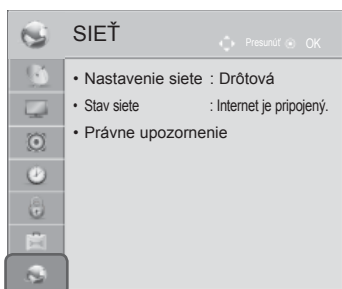 SIEŤ
Presunúť OK
• Nastavenie siete : Drôtová
• Stav siete : Internet je pripojený.
• Právne upozornenie